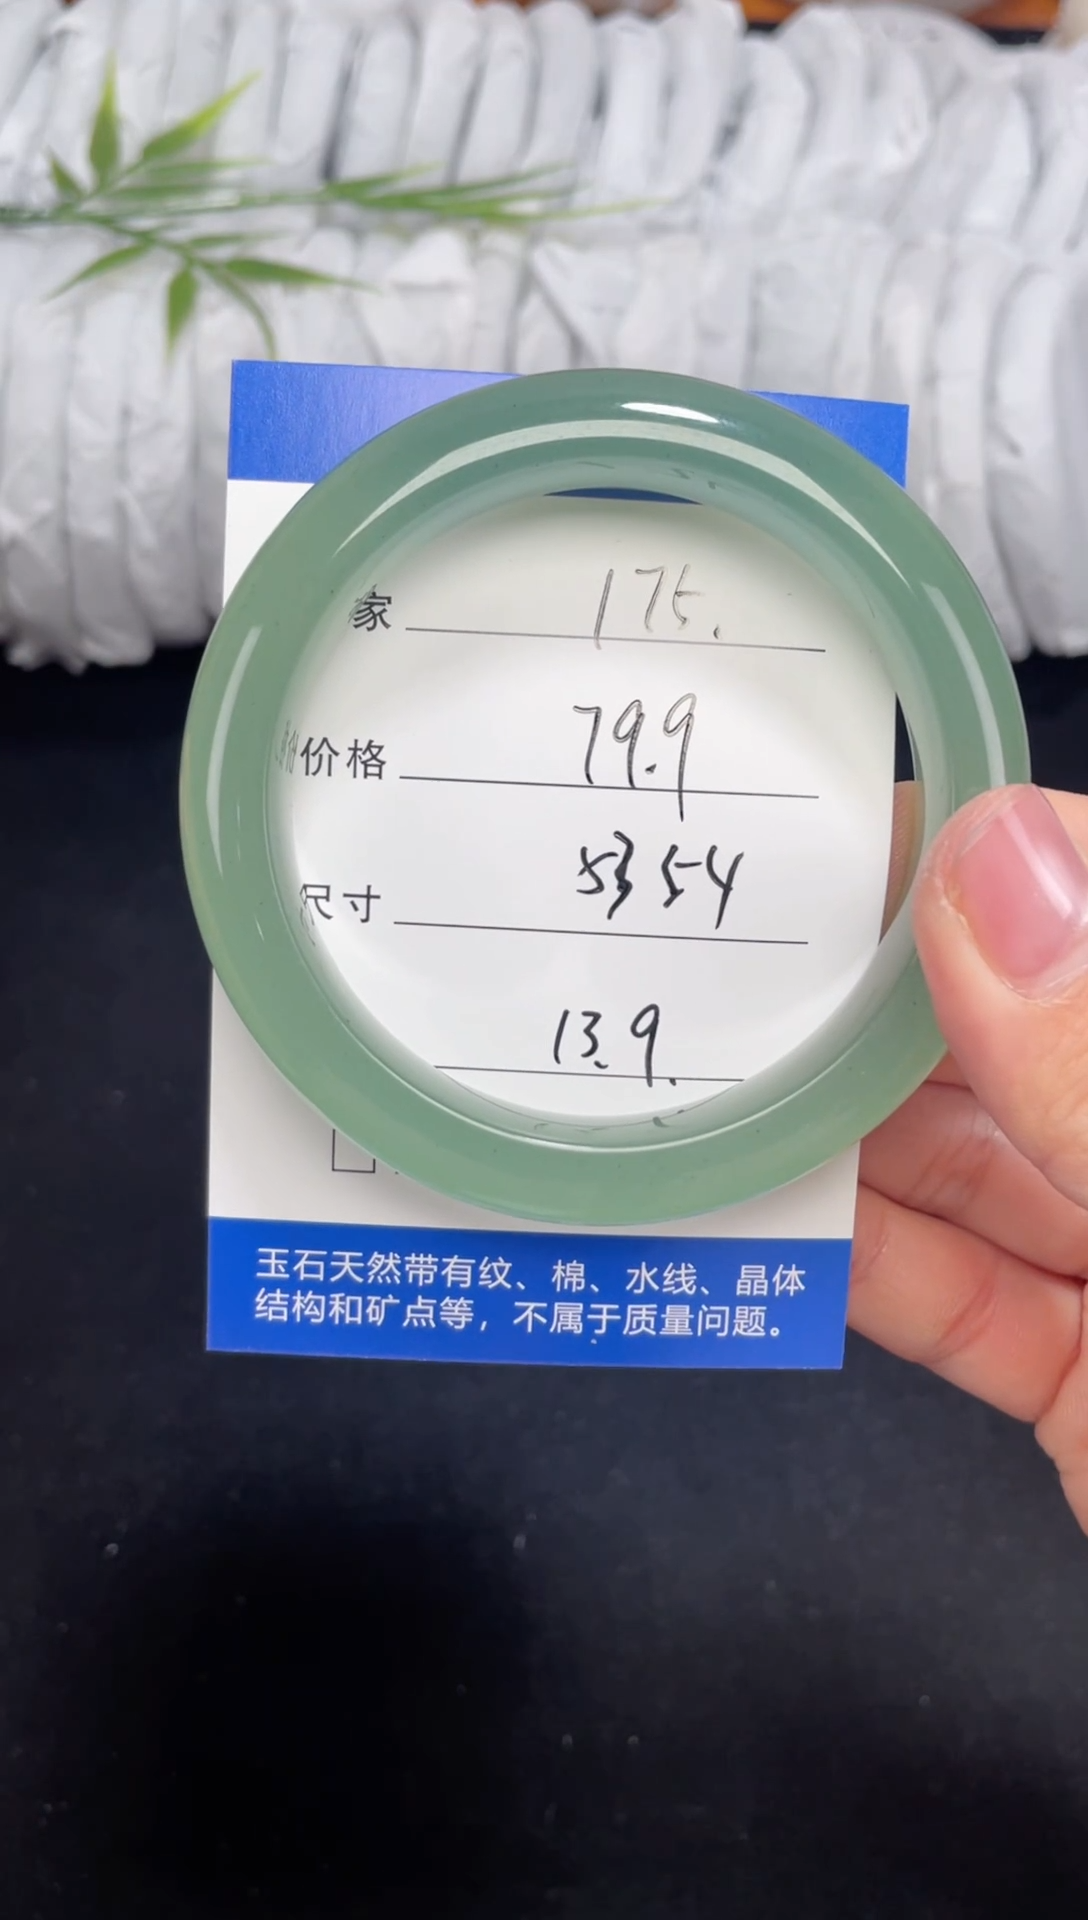 家 175.
价格 79.9
尺寸 53 54
13.9.
玉石天然带有纹、棉、水线、晶体
结构和矿点等，不属于质量问题。